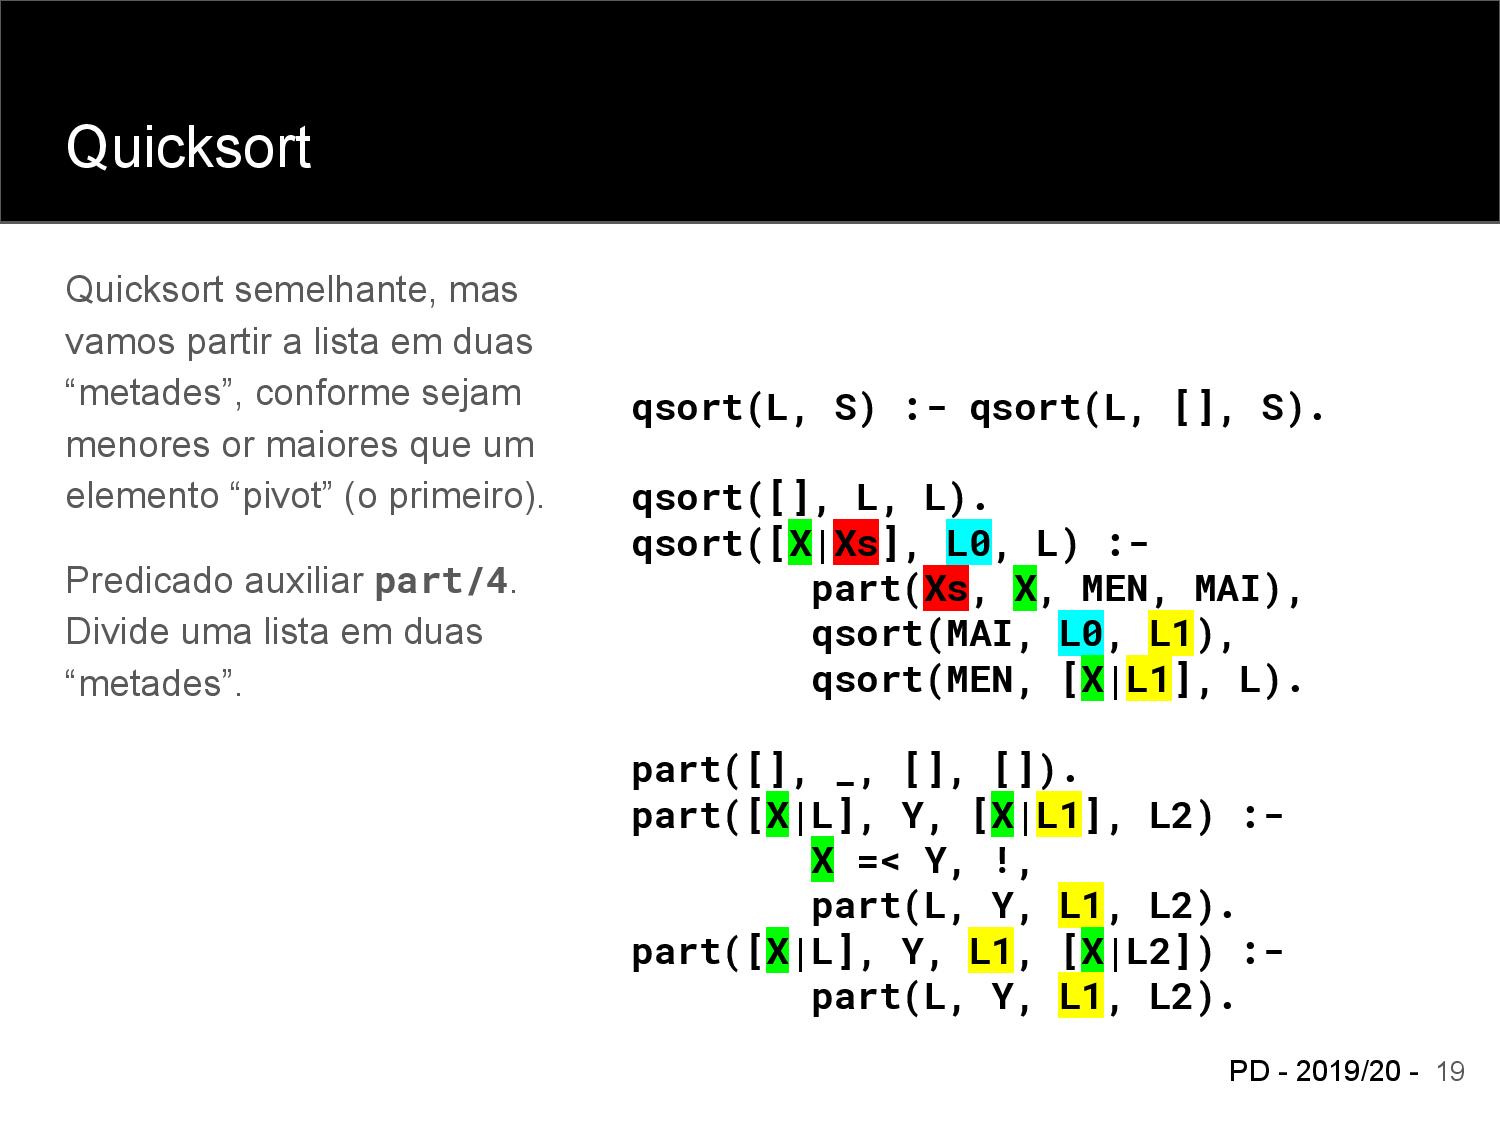 Quicksort
Quicksort semelhante, mas
vamos partir a lista em duas
“metades”, conforme sejam
menores or maiores que um
elemento “pivot” (o primeiro).
Predicado auxiliar part/4.
Divide uma lista em duas
“metades”.
qsort(L, S) :- qsort(L, [], S).
qsort([], L, L).
qsort([X|Xs], L0, L) :-
part(Xs, X, MEN, MAI),
qsort(MAI, L0, L1),
qsort(MEN, [X|L1], L).
part([], _, [], []).
part([X|L], Y, [X|L1], L2) :-
X =< Y, !,
part(L, Y, L1, L2).
part([X|L], Y, L1, [X|L2]) :-
part(L, Y, L1, L2).
PD - 2019/20 - 19